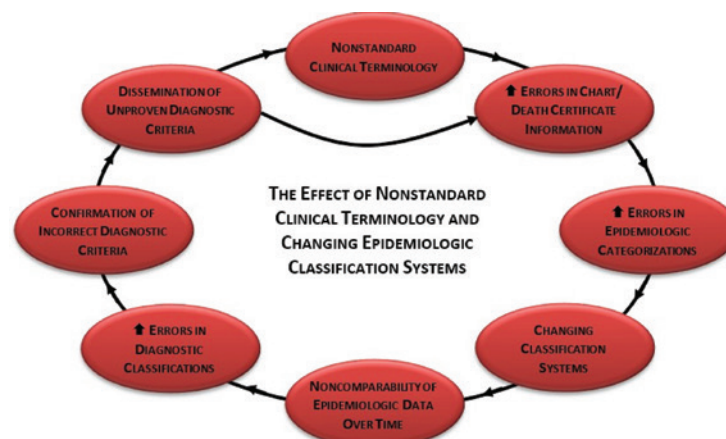 NONSTANDARD
CLINICAL TERMINOLOGY
DISSEMINATION OF
UNPROVEN DIAGNOSTIC
CRITERIA
⬆ ERRORS IN CHART/
DEATH CERTIFICATE
INFORMATION
THE EFFECT OF NONSTANDARD
CLINICAL TERMINOLOGY AND
CHANGING EPIDEMIOLOGIC
CLASSIFICATION SYSTEMS
CONFIRMATION OF
INCORRECT DIAGNOSTIC
CRITERIA
⬆ ERRORS IN
EPIDEMIOLOGIC
CATEGORIZATIONS
⬆ ERRORS IN
DIAGNOSTIC
CLASSIFICATIONS
CHANGING
CLASSIFICATION
SYSTEMS
NONCOMPARABILITY OF
EPIDEMIOLOGIC DATA
OVER TIME